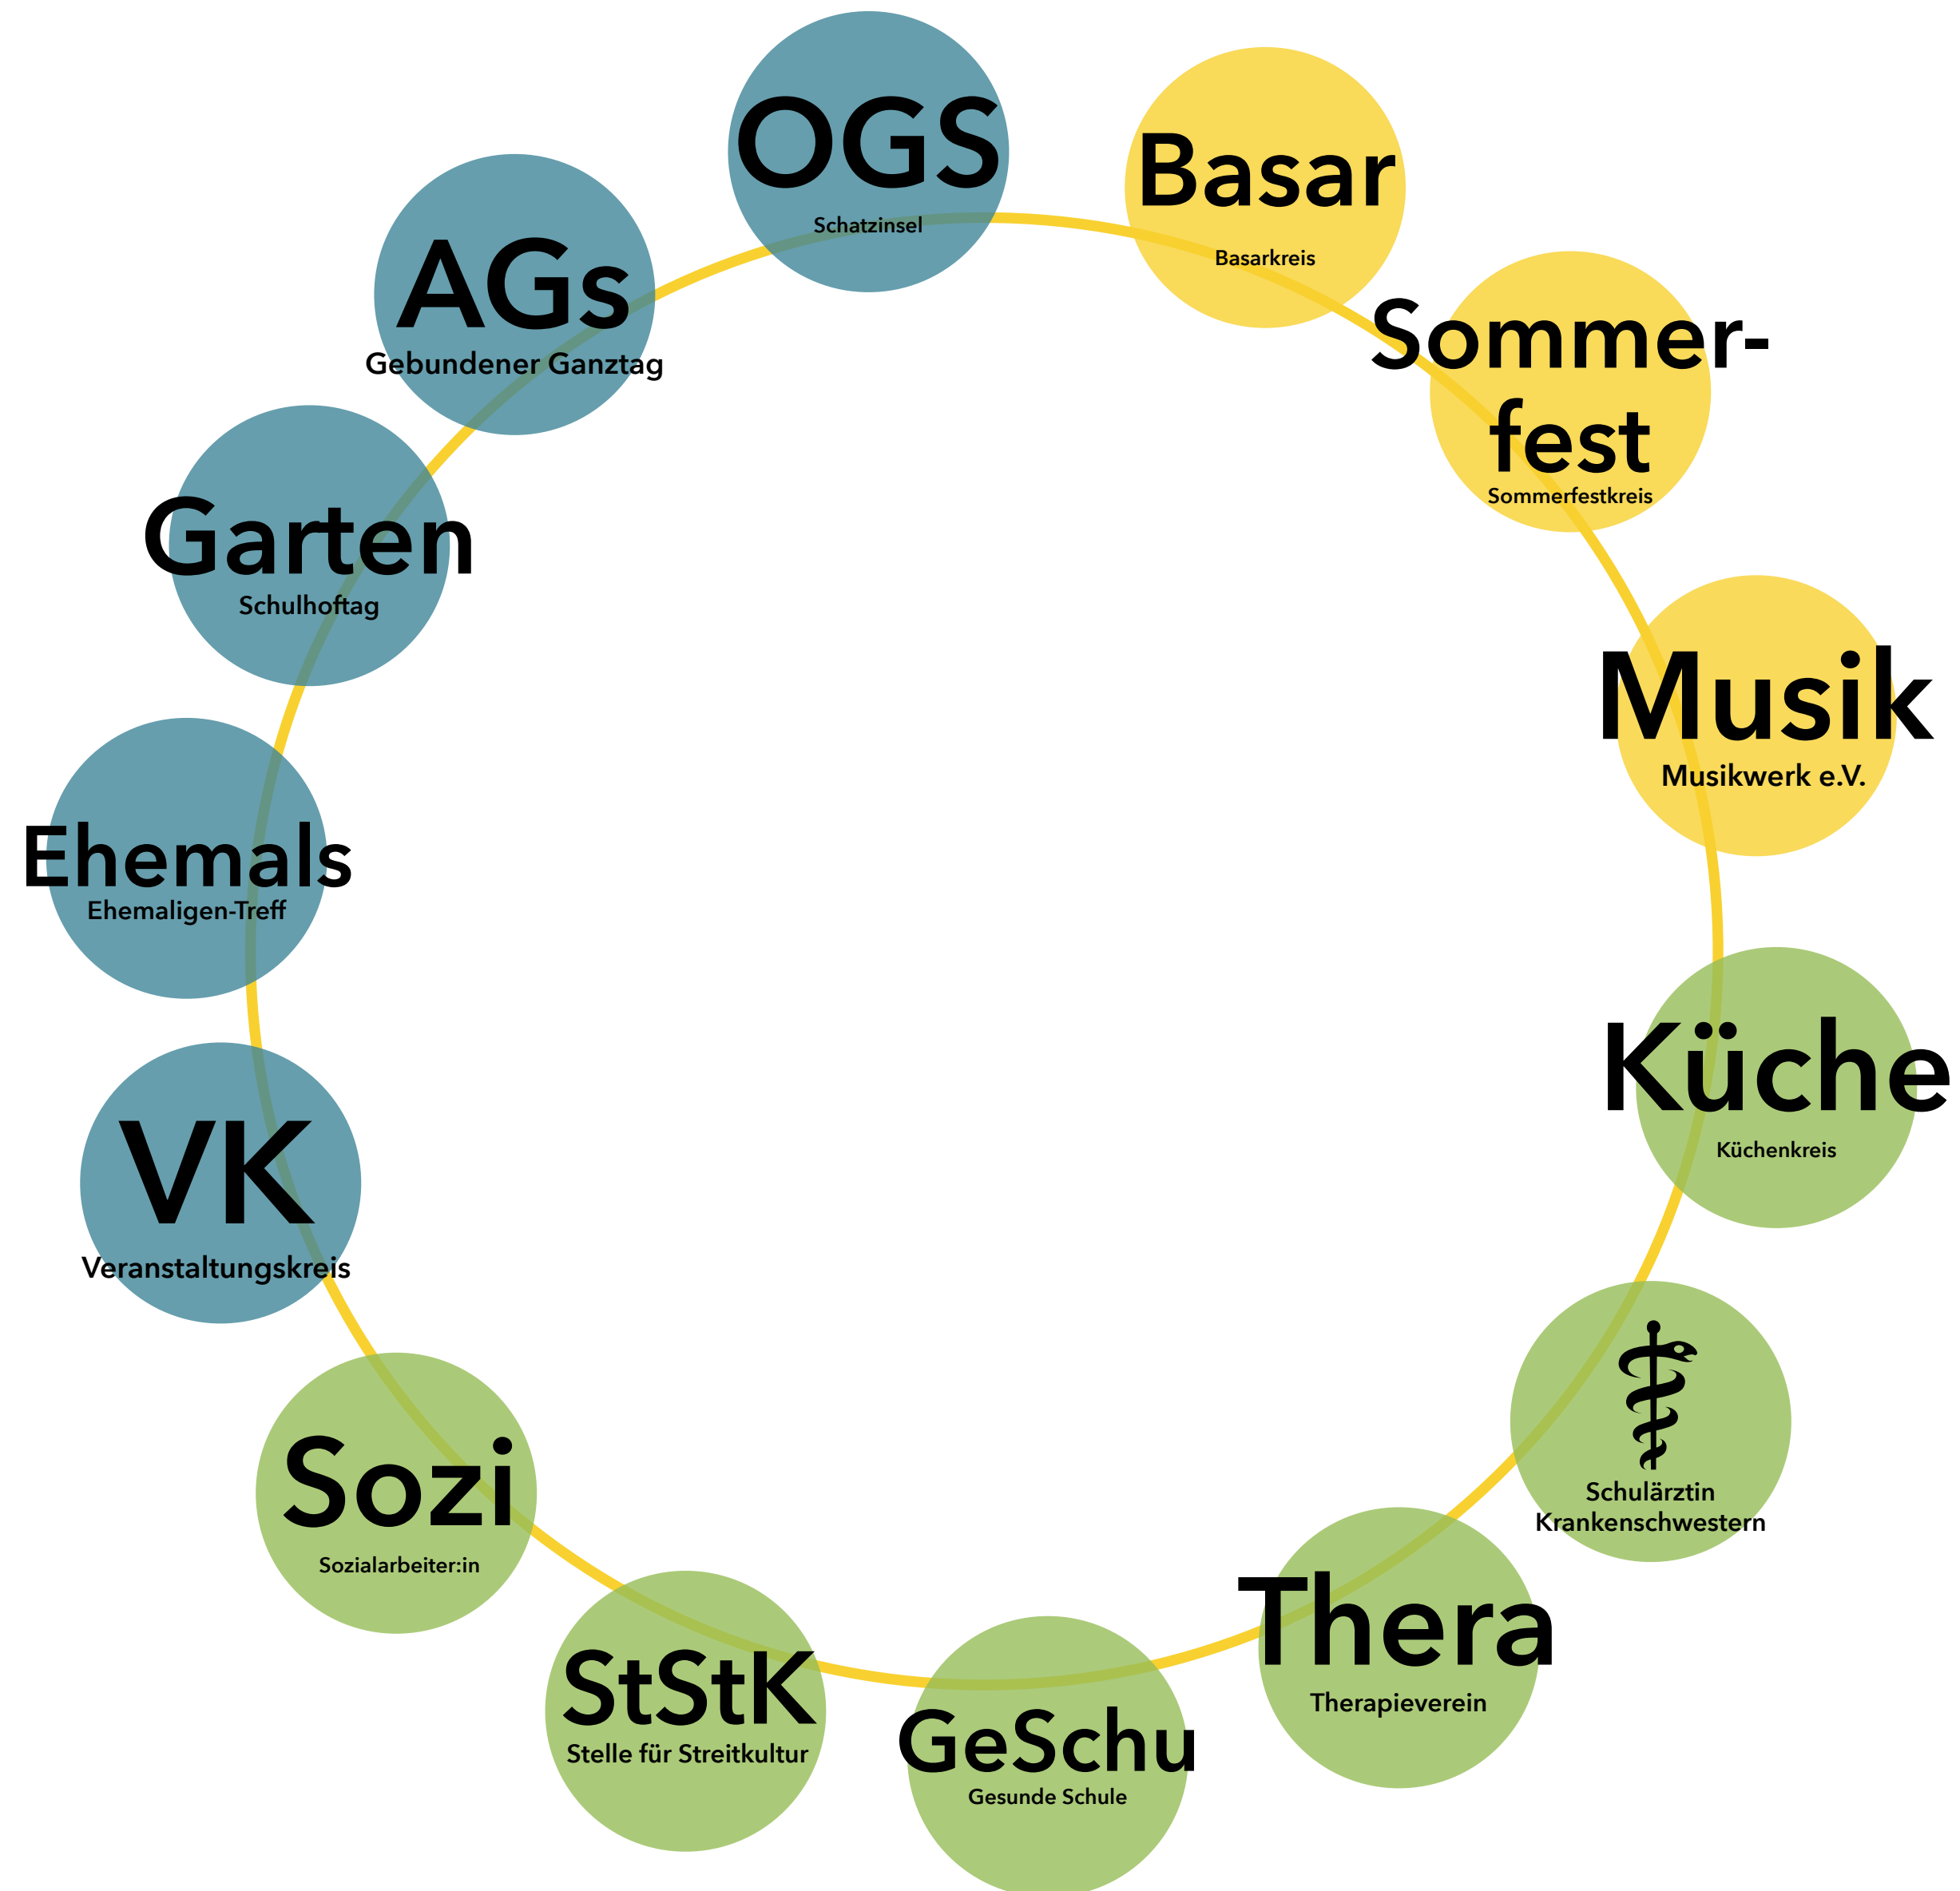 OGS
Schatzinsel
Basar
Basarkreis
Sommer-
fest
Sommerfestkreis
Musik
Musikwerk e.V.
Küche
Küchenkreis
Schulärztin
Krankenschwestern
Thera
Therapieverein
GeSchu
Gesunde Schule
StStK
Stelle für Streitkultur
Sozi
Sozialarbeiter:in
VK
Veranstaltungskreis
Ehemals
Ehemaligen-Treff
Garten
Schulhoftag
AGs
Gebundener Ganztag